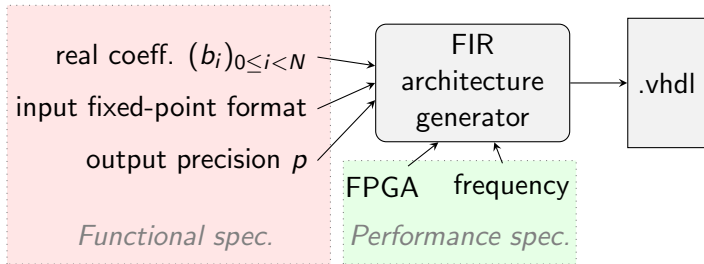 real coeff. (b_i)_{0≤i<N}
input fixed-point format
output precision p
Functional spec.
FIR
architecture
generator
.vhdl
FPGA
frequency
Performance spec.